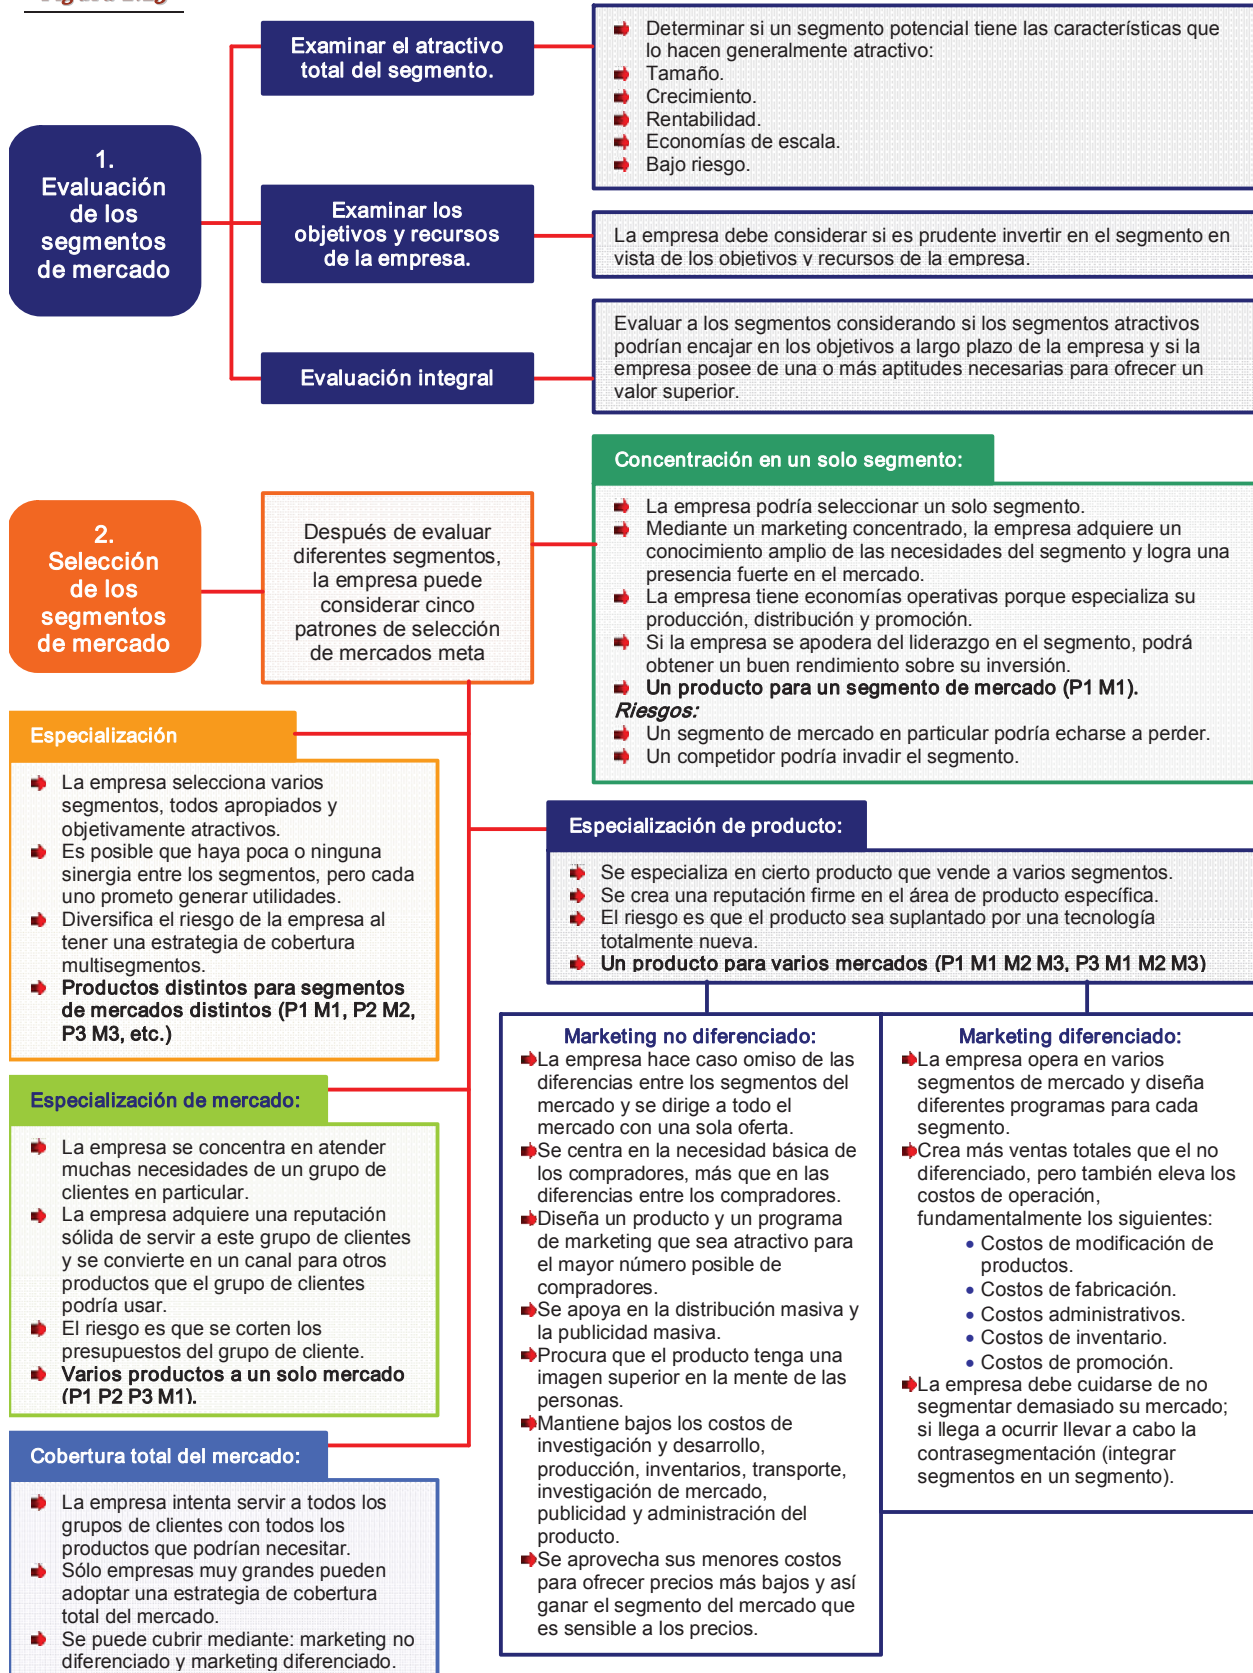 1.
Evaluación
de los
segmentos
de mercado
Examinar el atractivo
total del segmento.
Determinar si un segmento potencial tiene las características que
lo hacen generalmente atractivo:
Tamaño.
Crecimiento.
Rentabilidad.
Economías de escala.
Bajo riesgo.
Examinar los
objetivos y recursos
de la empresa.
La empresa debe considerar si es prudente invertir en el segmento en
vista de los objetivos y recursos de la empresa.
Evaluación integral
Evaluar a los segmentos considerando si los segmentos atractivos
podrían encajar en los objetivos a largo plazo de la empresa y si la
empresa posee de una o más aptitudes necesarias para ofrecer un
valor superior.
2.
Selección
de los
segmentos
de mercado
Después de evaluar
diferentes segmentos,
la empresa puede
considerar cinco
patrones de selección
de mercados meta
Concentración en un solo segmento:
La empresa podría seleccionar un solo segmento.
Mediante un marketing concentrado, la empresa adquiere un
conocimiento amplio de las necesidades del segmento y logra una
presencia fuerte en el mercado.
La empresa tiene economías operativas porque especializa su
producción, distribución y promoción.
Si la empresa se apodera del liderazgo en el segmento, podrá
obtener un buen rendimiento sobre su inversión.
Un producto para un segmento de mercado (P1 M1).
Riesgos:
Un segmento de mercado en particular podría echarse a perder.
Un competidor podría invadir el segmento.
Especialización
La empresa selecciona varios
segmentos, todos apropiados y
objetivamente atractivos.
Es posible que haya poca o ninguna
sinergia entre los segmentos, pero cada
uno prometo generar utilidades.
Diversifica el riesgo de la empresa al
tener una estrategia de cobertura
multisegmentos.
Productos distintos para segmentos
de mercados distintos (P1 M1, P2 M2,
P3 M3, etc.)
Especialización de producto:
Se especializa en cierto producto que vende a varios segmentos.
Se crea una reputación firme en el área de producto específica.
El riesgo es que el producto sea suplantado por una tecnología
totalmente nueva.
Un producto para varios mercados (P1 M1 M2 M3, P3 M1 M2 M3)
Especialización de mercado:
La empresa se concentra en atender
muchas necesidades de un grupo de
clientes en particular.
La empresa adquiere una reputación
sólida de servir a este grupo de clientes
y se convierte en un canal para otros
productos que el grupo de clientes
podría usar.
El riesgo es que se corten los
presupuestos del grupo de cliente.
Varios productos a un solo mercado
(P1 P2 P3 M1).
Cobertura total del mercado:
La empresa intenta servir a todos los
grupos de clientes con todos los
productos que podrían necesitar.
Sólo empresas muy grandes pueden
adoptar una estrategia de cobertura
total del mercado.
Se puede cubrir mediante: marketing no
diferenciado y marketing diferenciado.
Marketing no diferenciado:
La empresa hace caso omiso de las
diferencias entre los segmentos del
mercado y se dirige a todo el
mercado con una sola oferta.
Se centra en la necesidad básica de
los compradores, más que en las
diferencias entre los compradores.
Diseña un producto y un programa
de marketing que sea atractivo para
el mayor número posible de
compradores.
Se apoya en la distribución masiva y
la publicidad masiva.
Procura que el producto tenga una
imagen superior en la mente de las
personas.
Mantiene bajos los costos de
investigación y desarrollo,
producción, inventarios, transporte,
investigación de mercado,
publicidad y administración del
producto.
Se aprovecha sus menores costos
para ofrecer precios más bajos y así
ganar el segmento del mercado que
es sensible a los precios.
Marketing diferenciado:
La empresa opera en varios
segmentos de mercado y diseña
diferentes programas para cada
segmento.
Crea más ventas totales que el no
diferenciado, pero también eleva los
costos de operación,
fundamentalmente los siguientes:
• Costos de modificación de
productos.
• Costos de fabricación.
• Costos administrativos.
• Costos de inventario.
• Costos de promoción.
La empresa debe cuidarse de no
segmentar demasiado su mercado;
si llega a ocurrir llevar a cabo la
contrasegmentación (integrar
segmentos en un segmento).